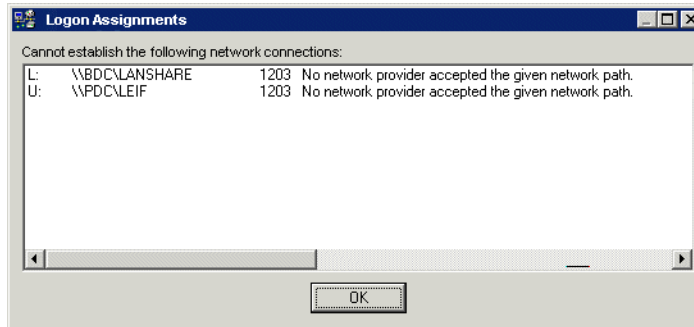 Logon Assignments
Cannot establish the following network connections:
L: \\BDC\LANSHARE 1203 No network provider accepted the given network path.
U: \\PDC\LEIF 1203 No network provider accepted the given network path.
OK